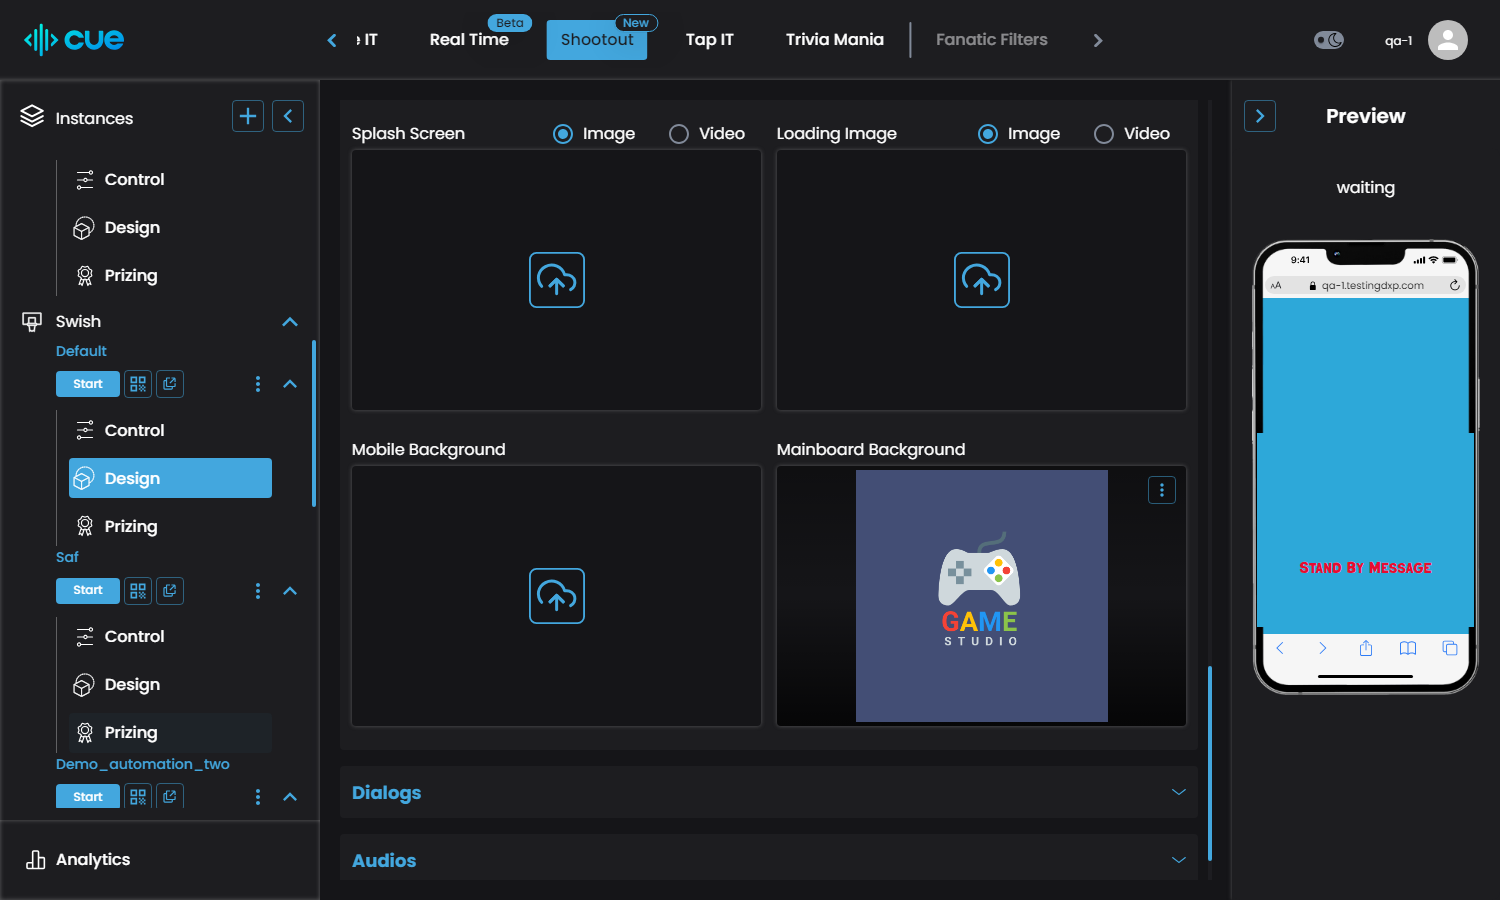 cue
IT
Real Time
Beta
Shootout
New
Tap IT
Trivia Mania
Fanatic Filters
qa-1
Instances
Control
Design
Prizing
Swish
Default
Start
Control
Design
Prizing
Saf
Start
Control
Design
Prizing
Demo_automation_two
Start
Analytics
Splash Screen
Image
Video
Loading Image
Image
Video
Mobile Background
Mainboard Background
GAME
STUDIO
Dialogs
Audios
Preview
waiting
9:41
AA
qa-1.testingdxp.com
Stand By Message